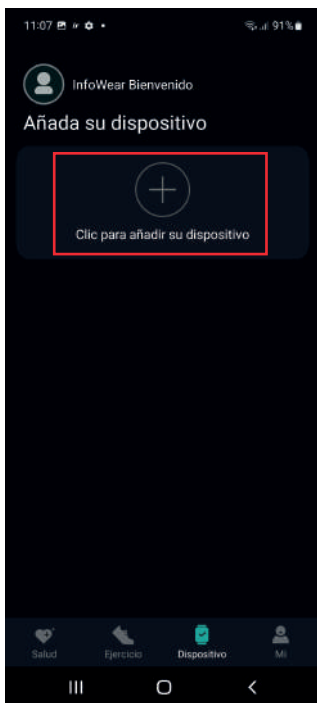 11:07 91%
InfoWear Bienvenido
Añada su dispositivo
Clic para añadir su dispositivo
Salud Ejercicio Dispositivo Mi